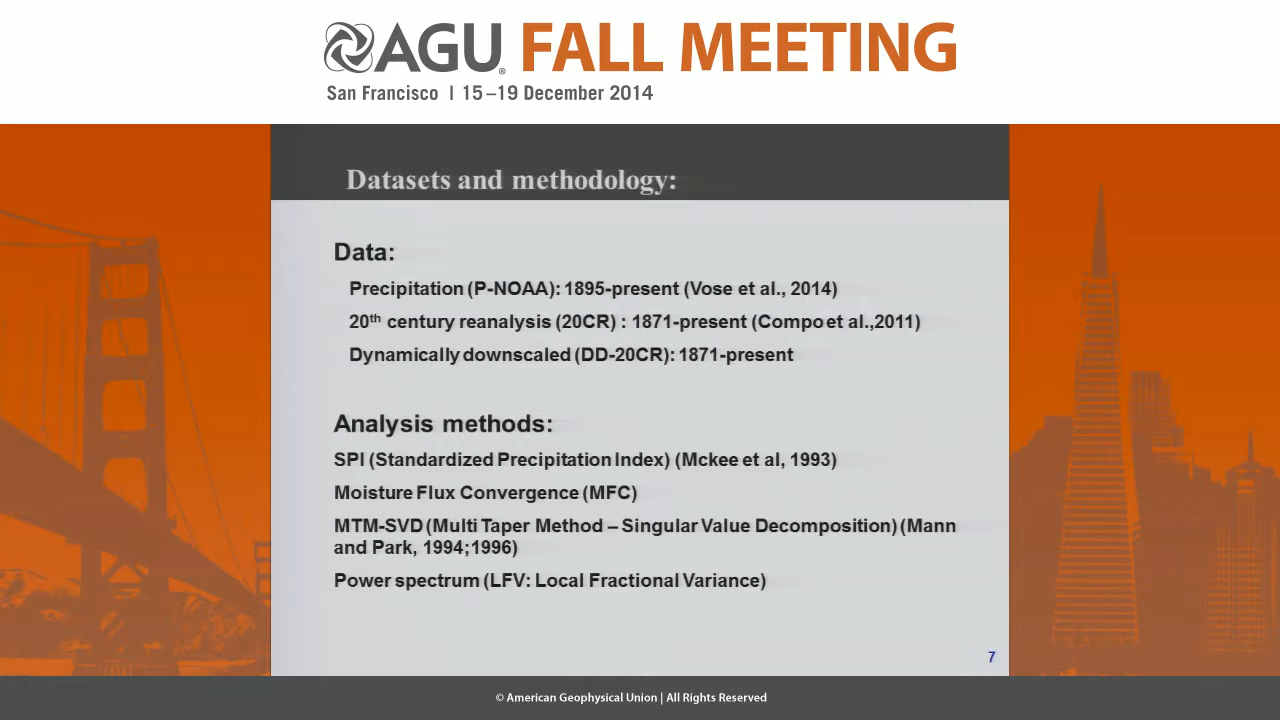 AGU® FALL MEETING
San Francisco | 15–19 December 2014
Datasets and methodology:
Data:
Precipitation (P-NOAA): 1895-present (Vose et al., 2014)
20th century reanalysis (20CR) : 1871-present (Compo et al.,2011)
Dynamically downscaled (DD-20CR): 1871-present
Analysis methods:
SPI (Standardized Precipitation Index) (Mckee et al, 1993)
Moisture Flux Convergence (MFC)
MTM-SVD (Multi Taper Method – Singular Value Decomposition) (Mann
and Park, 1994;1996)
Power spectrum (LFV: Local Fractional Variance)
7
© American Geophysical Union | All Rights Reserved